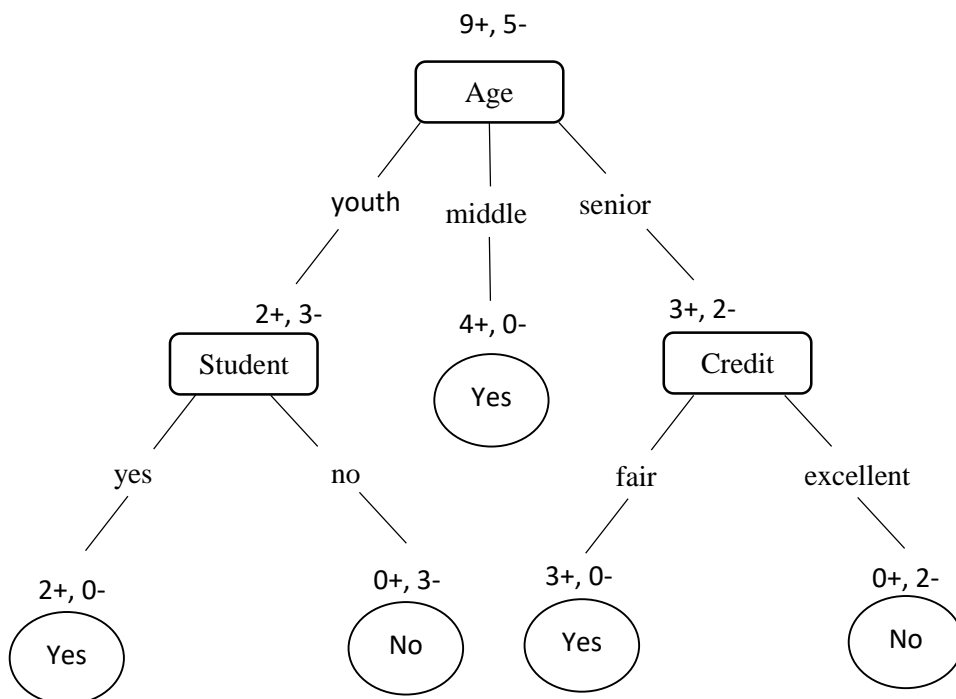 9+, 5-
Age
youth
middle
senior
2+, 3-
4+, 0-
3+, 2-
Student
Yes
Credit
yes
no
fair
excellent
2+, 0-
0+, 3-
3+, 0-
0+, 2-
Yes
No
Yes
No